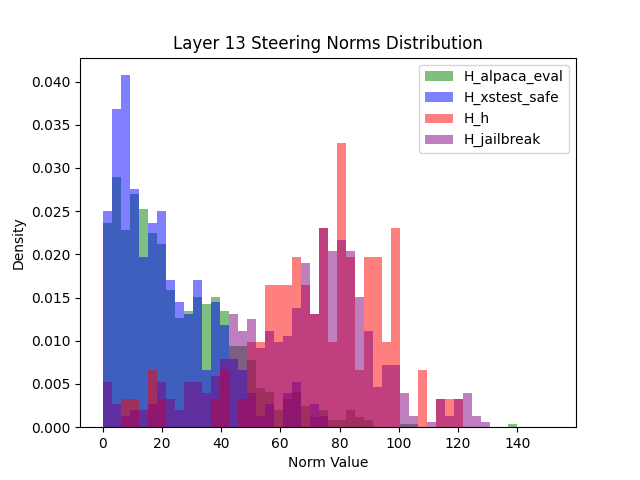 Layer 13 Steering Norms Distribution
H_alpaca_eval
H_xstest_safe
H_h
H_jailbreak
0.040
0.035
0.030
0.025
0.020
0.015
0.010
0.005
0.000
Density
0 20 40 60 80 100 120 140
Norm Value